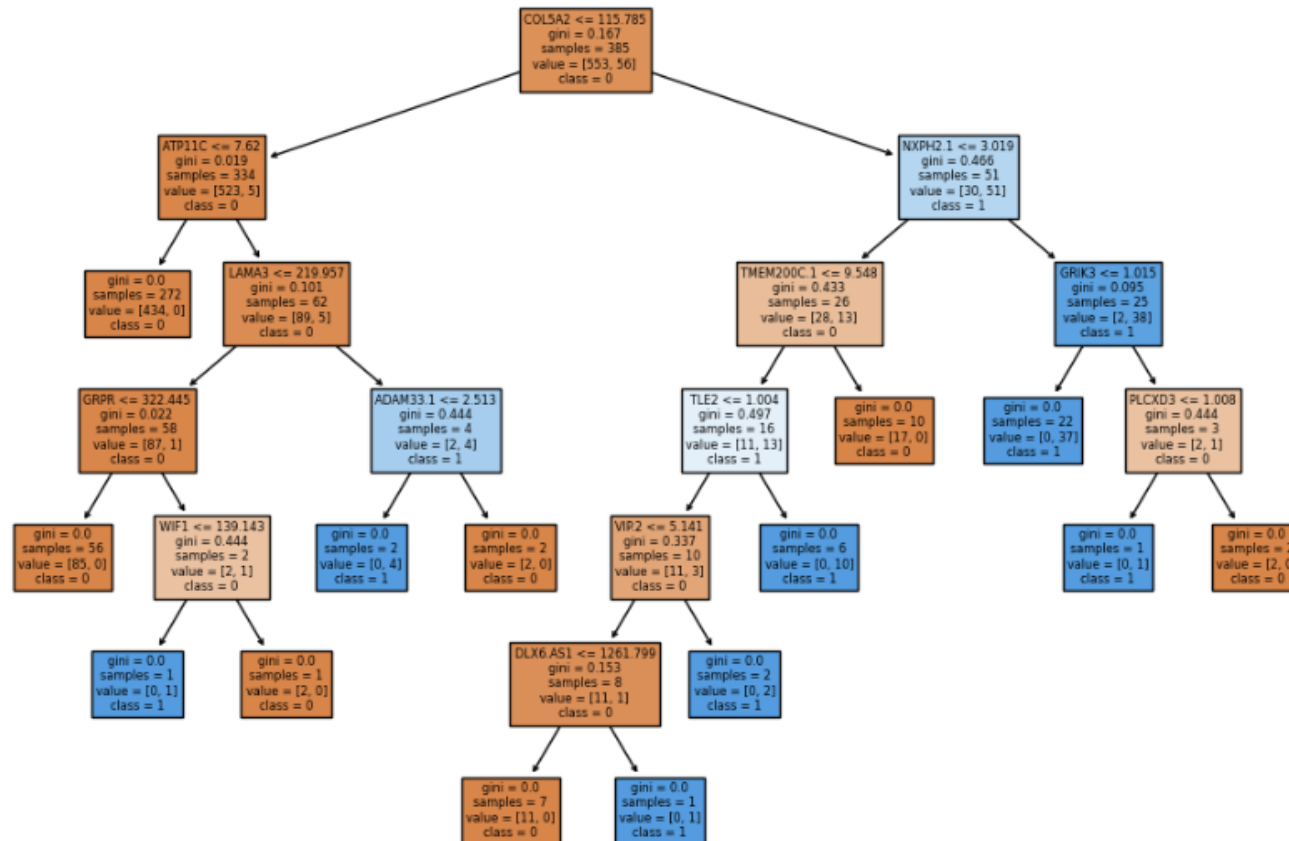 COL5A2 <= 115.785
gini = 0.167
samples = 385
value = [553, 56]
class = 0
ATP11C <= 7.62
gini = 0.019
samples = 334
value = [523, 5]
class = 0
NXPH2.1 <= 3.019
gini = 0.466
samples = 51
value = [30, 51]
class = 1
gini = 0.0
samples = 272
value = [434, 0]
class = 0
LAMA3 <= 219.957
gini = 0.101
samples = 62
value = [89, 5]
class = 0
TMEM200C.1 <= 9.548
gini = 0.433
samples = 26
value = [28, 13]
class = 0
GRIK3 <= 1.015
gini = 0.095
samples = 25
value = [2, 38]
class = 1
GRPR <= 322.445
gini = 0.022
samples = 58
value = [87, 1]
class = 0
ADAM33.1 <= 2.513
gini = 0.444
samples = 4
value = [2, 4]
class = 1
TLE2 <= 1.004
gini = 0.497
samples = 16
value = [11, 13]
class = 1
gini = 0.0
samples = 10
value = [17, 0]
class = 0
gini = 0.0
samples = 22
value = [0, 37]
class = 1
PLCXD3 <= 1.008
gini = 0.444
samples = 3
value = [2, 1]
class = 0
gini = 0.0
samples = 56
value = [85, 0]
class = 0
WIF1 <= 139.143
gini = 0.444
samples = 2
value = [2, 1]
class = 0
gini = 0.0
samples = 2
value = [0, 4]
class = 1
gini = 0.0
samples = 2
value = [2, 0]
class = 0
VIP.2 <= 5.141
gini = 0.337
samples = 10
value = [11, 3]
class = 0
gini = 0.0
samples = 6
value = [0, 10]
class = 1
gini = 0.0
samples = 1
value = [0, 1]
class = 1
gini = 0.0
samples =
value = [2, 
class = 0
gini = 0.0
samples = 1
value = [0, 1]
class = 1
gini = 0.0
samples = 1
value = [2, 0]
class = 0
DLX6.AS1 <= 1261.799
gini = 0.153
samples = 8
value = [11, 1]
class = 0
gini = 0.0
samples = 2
value = [0, 2]
class = 1
gini = 0.0
samples = 7
value = [11, 0]
class = 0
gini = 0.0
samples = 1
value = [0, 1]
class = 1